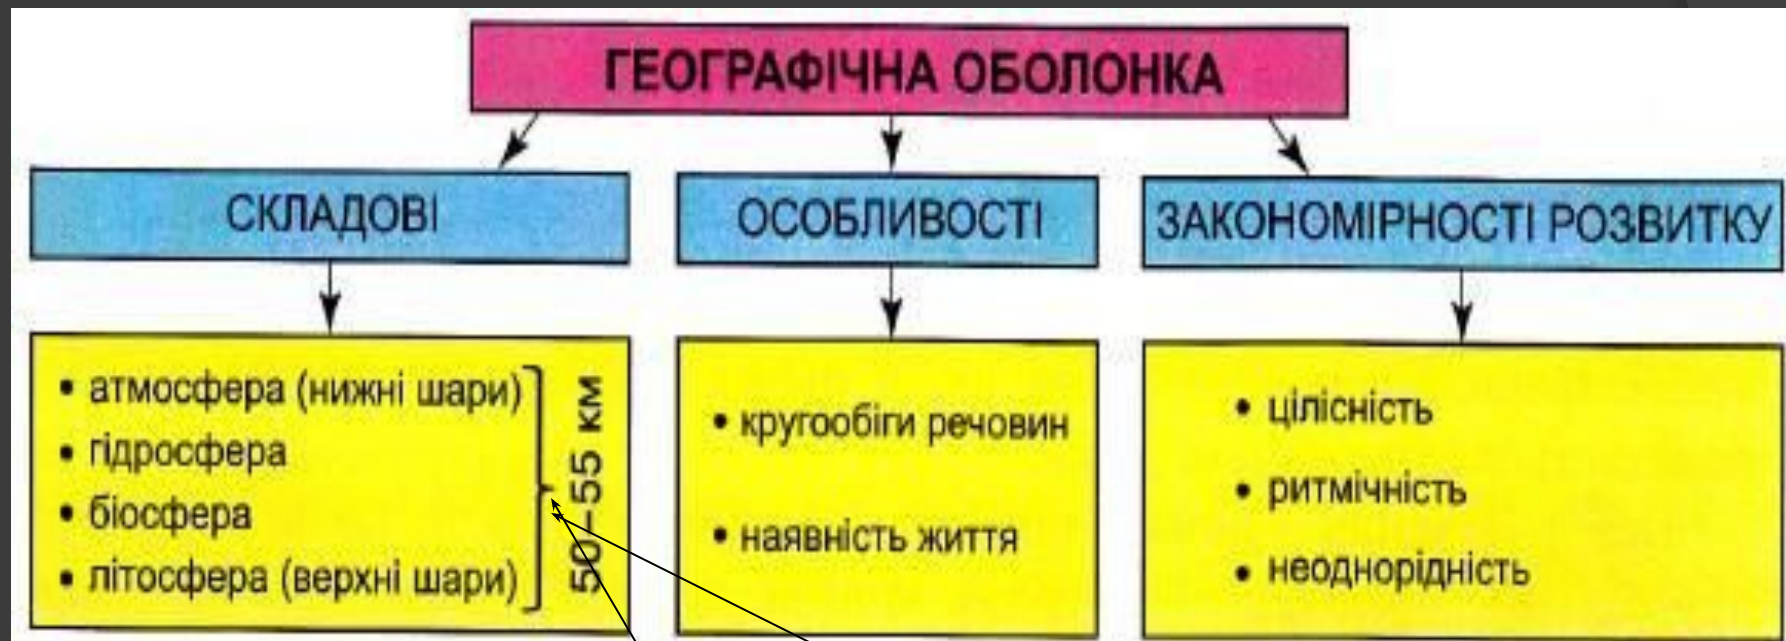 ГЕОГРАФІЧНА ОБОЛОНКА
СКЛАДОВІ
ОСОБЛИВОСТІ
ЗАКОНОМІРНОСТІ РОЗВИТКУ
• атмосфера (нижні шари)
• гідросфера
• біосфера
• літосфера (верхні шари)
50–55 км
• кругообіги речовин
• наявність життя
• цілісність
• ритмічність
• неоднорідність